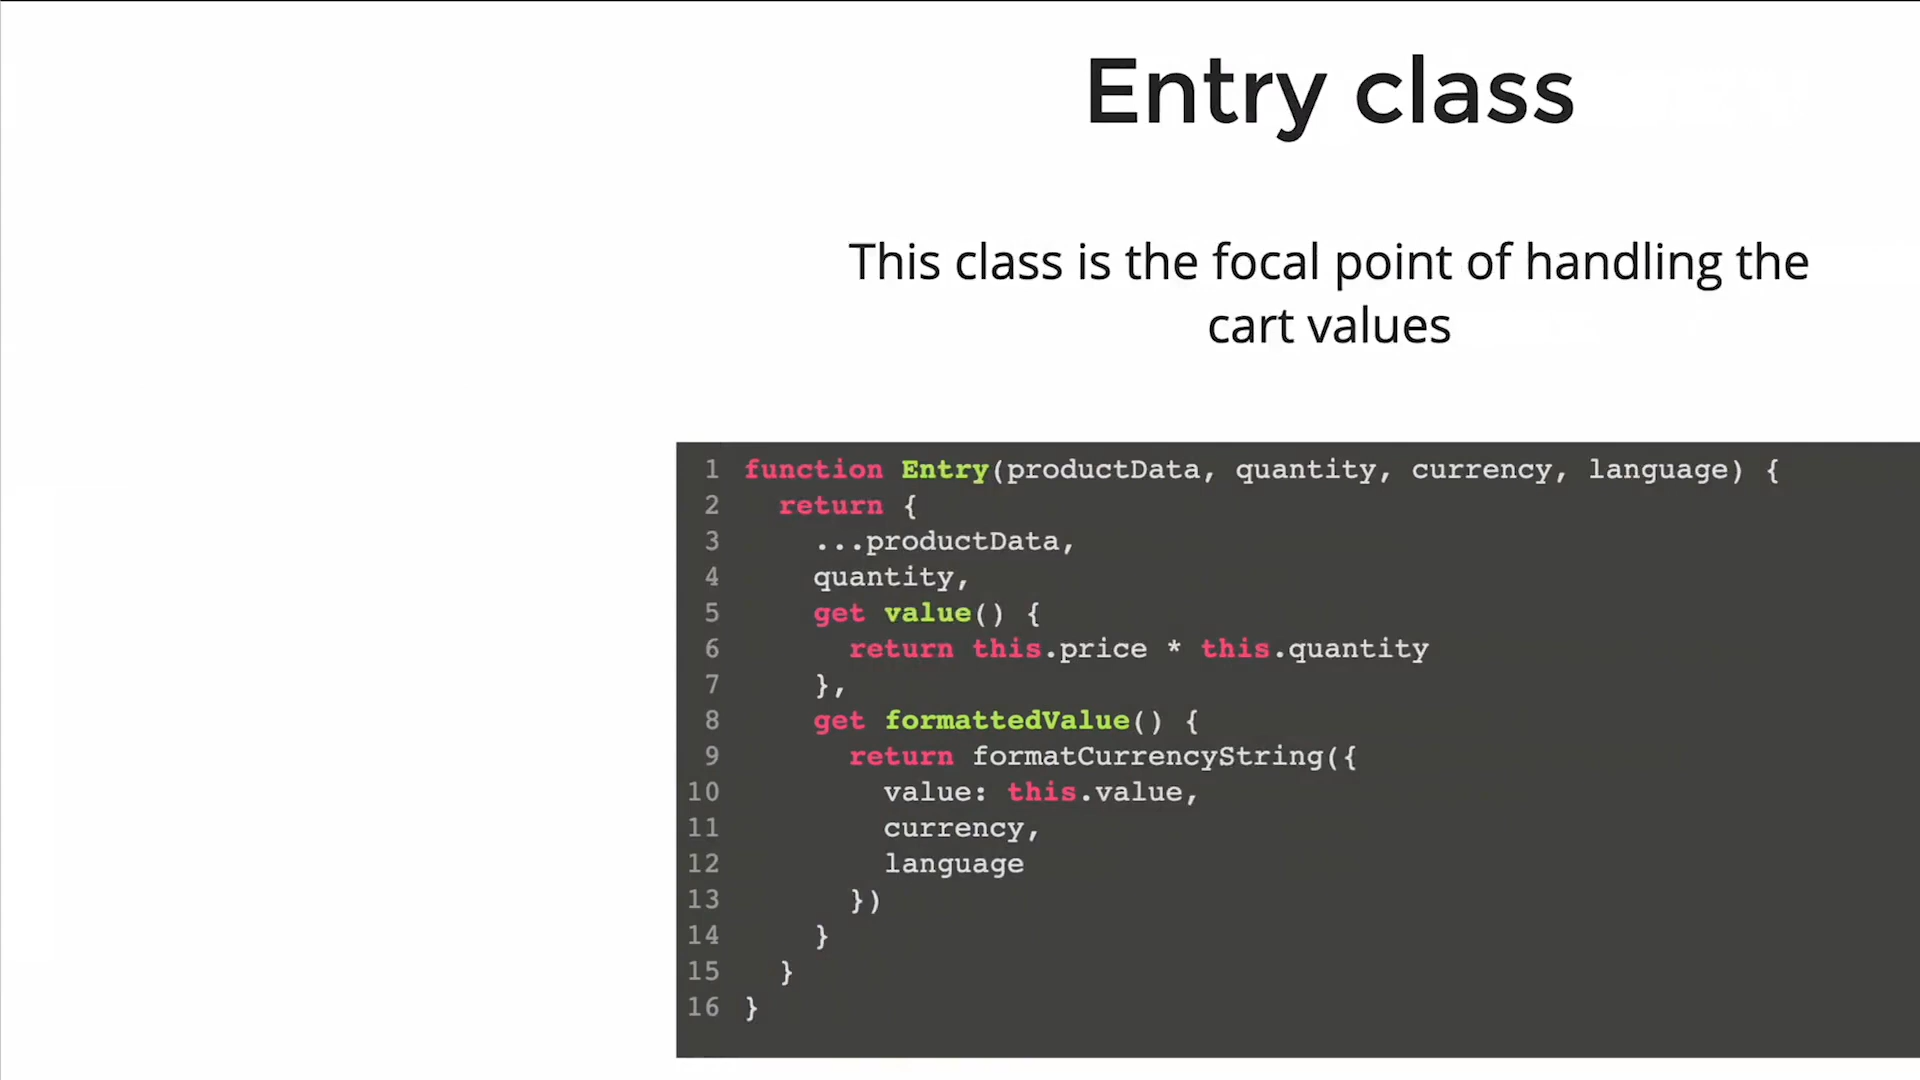 Entry class
This class is the focal point of handling the
cart values
1 function Entry(productData, quantity, currency, language) {
2   return {
3     ...productData,
4     quantity,
5     get value() {
6       return this.price * this.quantity
7     },
8     get formattedValue() {
9       return formatCurrencyString({
10         value: this.value,
11         currency,
12         language
13       })
14     }
15   }
16 }